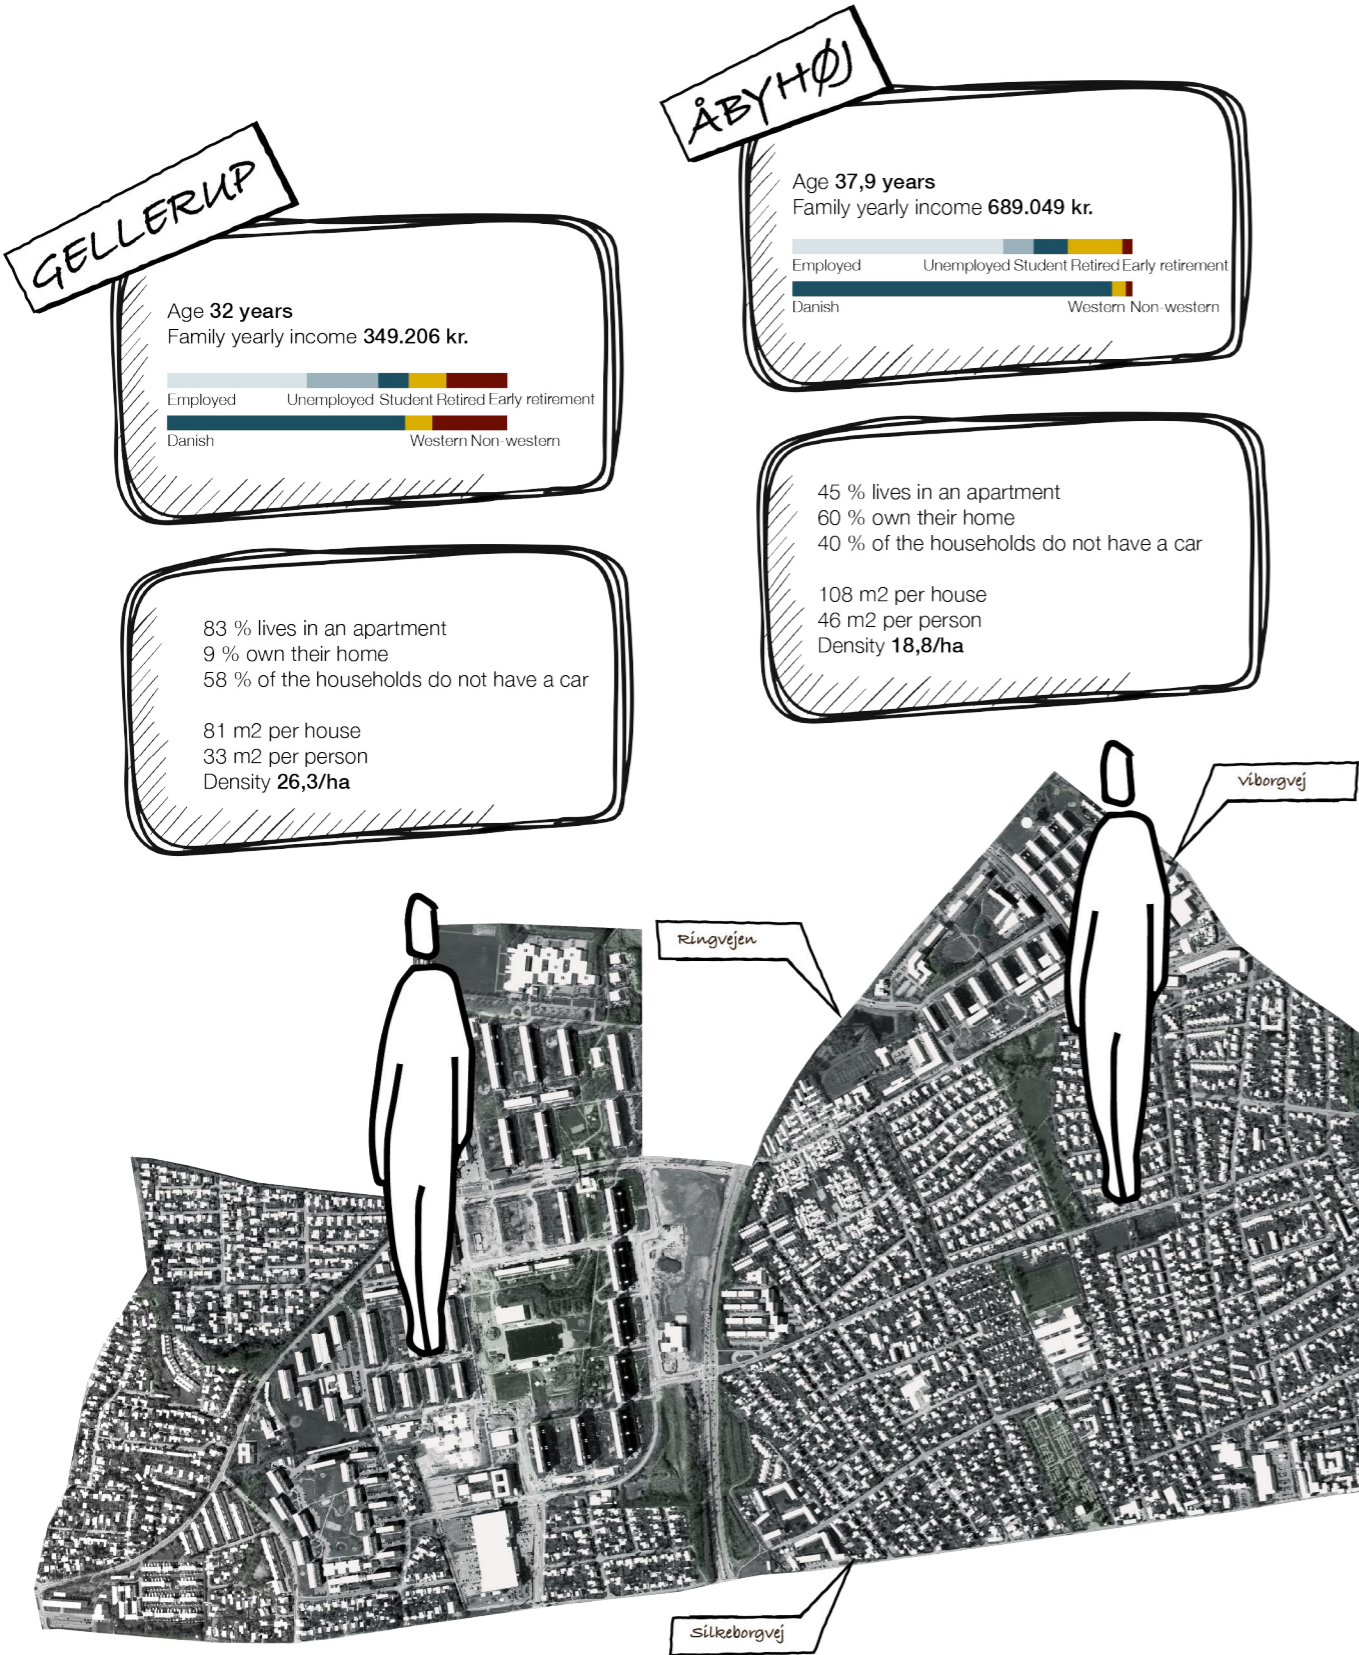 GELLERUP
Age 32 years
Family yearly income 349.206 kr.
Employed Unemployed Student Retired Early retirement
Danish Western Non-western
83 % lives in an apartment
9 % own their home
58 % of the households do not have a car
81 m2 per house
33 m2 per person
Density 26,3/ha
ÅBYHØJ
Age 37,9 years
Family yearly income 689.049 kr.
Employed Unemployed Student Retired Early retirement
Danish Western Non-western
45 % lives in an apartment
60 % own their home
40 % of the households do not have a car
108 m2 per house
46 m2 per person
Density 18,8/ha
Viborgvej
Ringvejen
Silkeborgvej